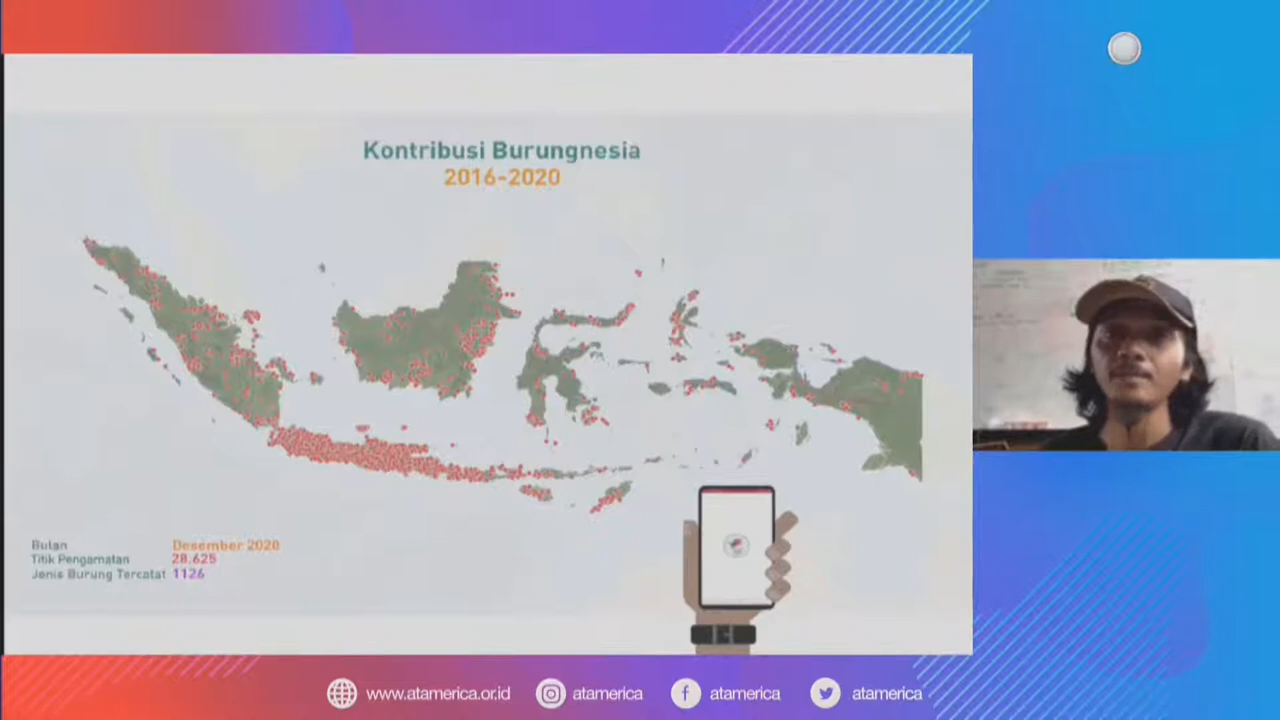 Kontribusi Burungnesia
2016-2020
Bulan Desember 2020
Titik Pengamatan 28.625
Jenis Burung Tercatat 1126
www.atamerica.or.id atamerica atamerica atamerica